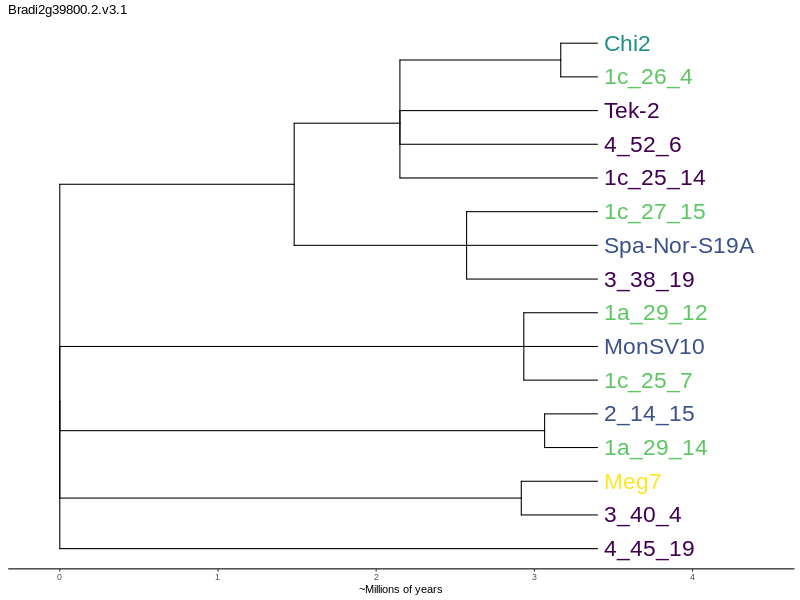 Bradi2g39800.2.v3.1
Chi2
1c_26_4
Tek-2
4_52_6
1c_25_14
1c_27_15
Spa-Nor-S19A
3_38_19
1a_29_12
MonSV10
1c_25_7
2_14_15
1a_29_14
Meg7
3_40_4
4_45_19
0 1 2 3 4
~Millions of years